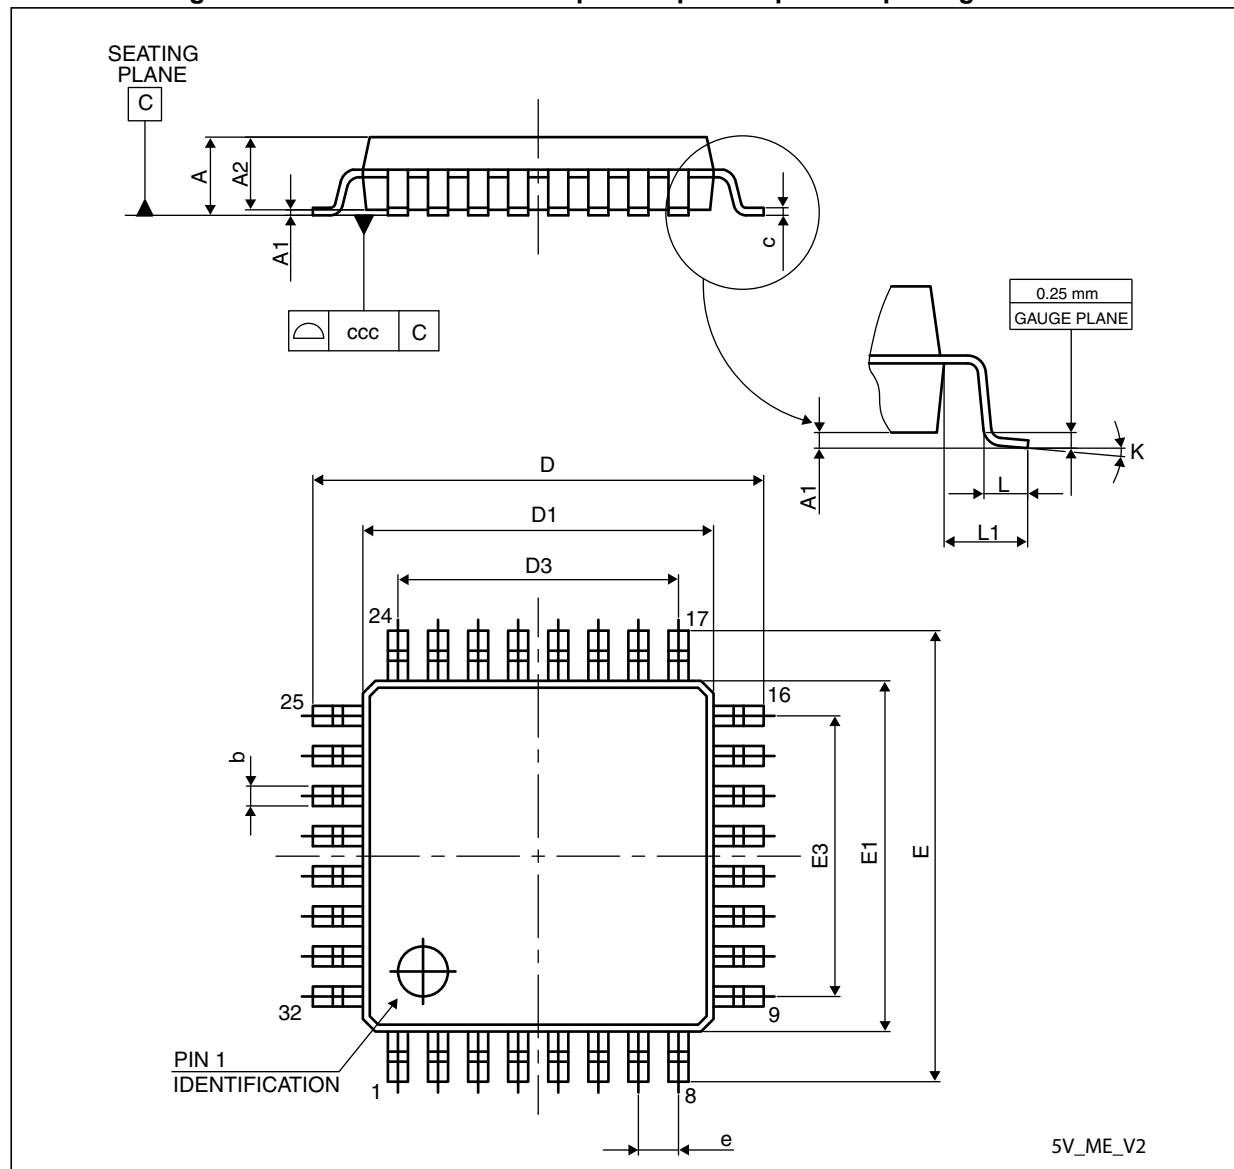 SEATING
PLANE
C
A
A2
A1
c
ccc
C
0.25 mm
GAUGE PLANE
K
A1
L
L1
D
D1
D3
24
17
25
16
b
E3
E1
E
32
9
PIN 1
IDENTIFICATION
1
8
e
5V_ME_V2